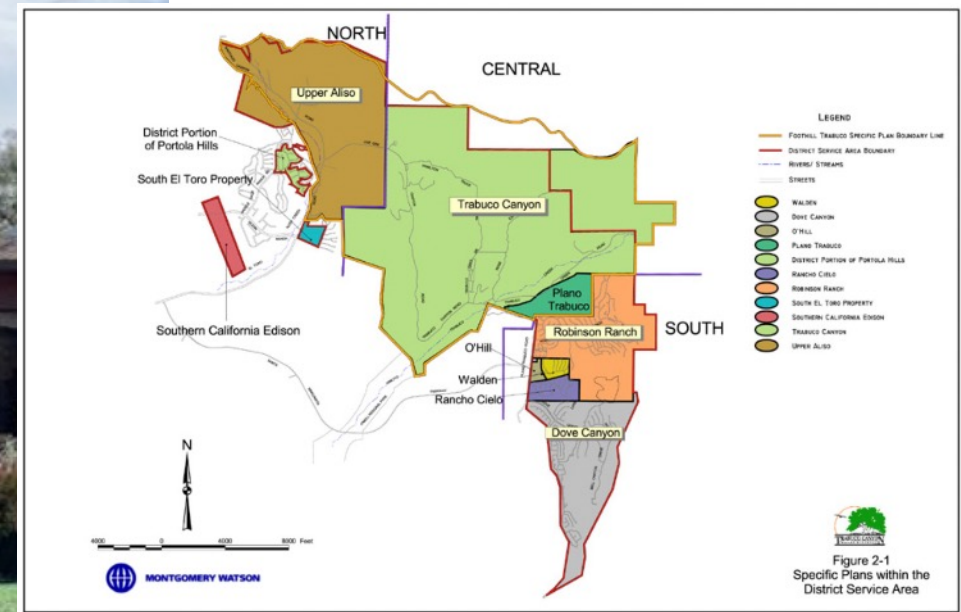 NORTH
CENTRAL
Upper Aliso
District Portion
of Portola Hills
South El Toro Property
Trabuco Canyon
Plano
Trabuco
Southern California Edison
Robinson Ranch
SOUTH
O'Hill
Walden
Rancho Cielo
Dove Canyon
N
4000 0 4000 8000 Feet
MONTGOMERY WATSON
LEGEND
FOOTHILL TRABUCO SPECIFIC PLAN BOUNDARY LINE
DISTRICT SERVICE AREA BOUNDARY
RIVERS/ STREAMS
STREETS
WALDEN
DOVE CANYON
O'HILL
PLANO TRABUCO
DISTRICT PORTION OF PORTOLA HILLS
RANCHO CIELO
ROBINSON RANCH
SOUTH EL TORO PROPERTY
SOUTHERN CALIFORNIA EDISON
TRABUCO CANYON
UPPER ALISO
TRABUCO CANYON
Figure 2-1
Specific Plans within the
District Service Area